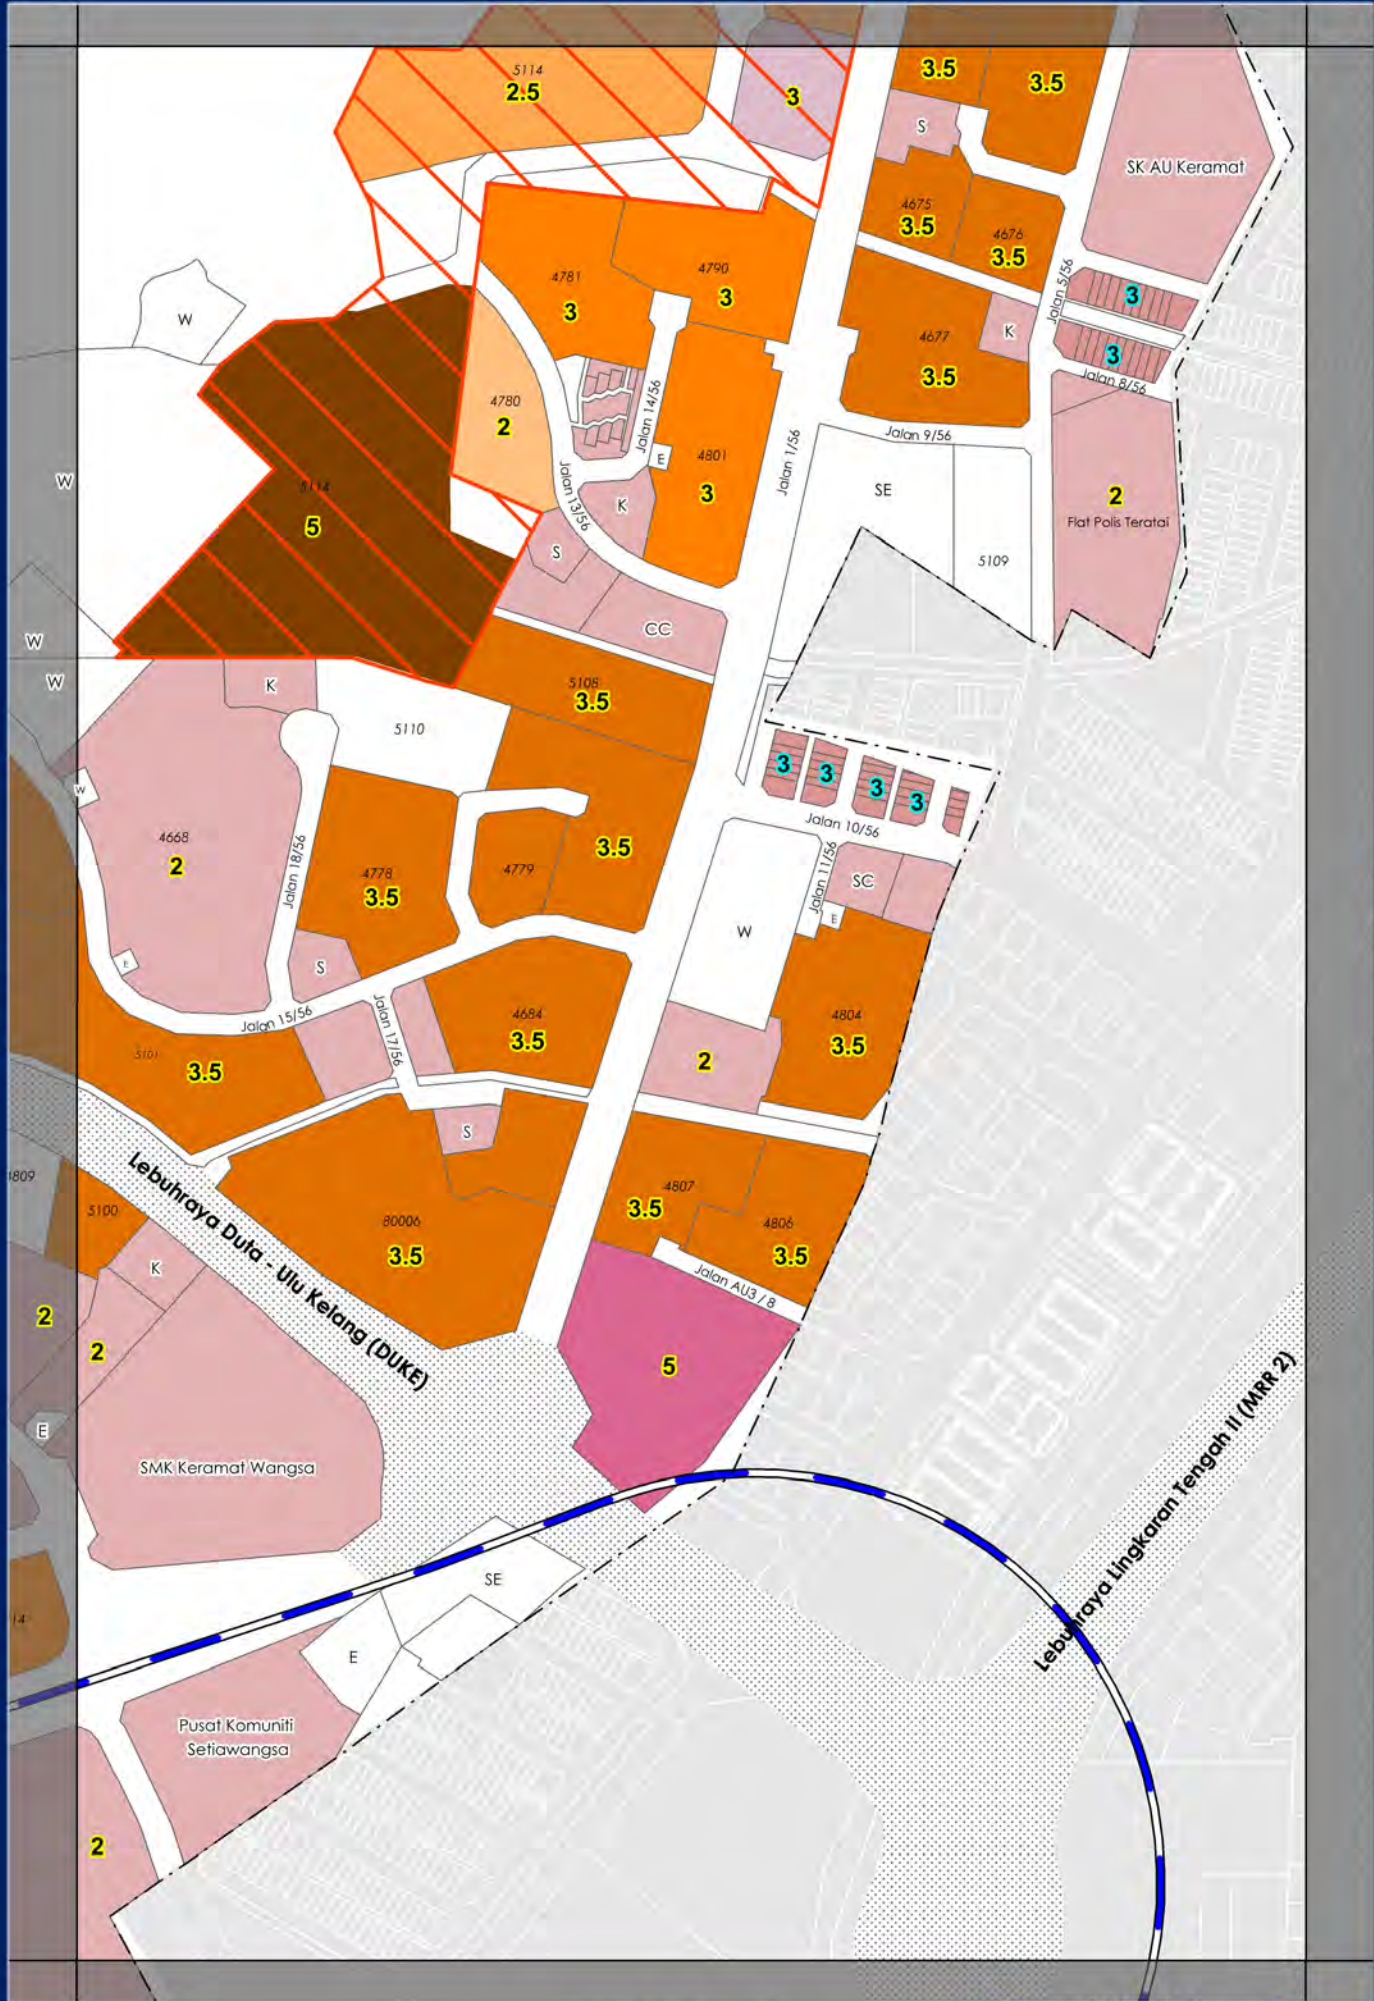 5114
2.5
3
3.5
3.5
S
SK AU Keramat
4675
3.5
4676
3.5
4781
3
4790
3
Jalan 5/56
3
W
4677
3.5
K
3
Jalan 8/56
4780
2
Jalan 14/56
E
4801
3
Jalan 1/56
Jalan 9/56
W
5114
5
Jalan 13/56
K
S
SE
5109
2
Flat Polis Teratai
CC
W
W
K
5108
3.5
5110
3
3
3
3
Jalan 10/56
W
4668
2
Jalan 18/56
4778
3.5
4779
3.5
Jalan 11/56
SC
E
W
E
S
Jalan 15/56
Jalan 17/56
4684
3.5
4804
3.5
2
5101
3.5
S
4809
5100
Lebuhraya Duta - Ulu Kelang (DUKE)
80006
3.5
4807
3.5
4806
3.5
Jalan AU3 / 8
K
2
2
5
E
SMK Keramat Wangsa
Lebuhraya Lingkaran Tengah II (MRR 2)
SE
14
E
Pusat Komuniti
Setiawangsa
2